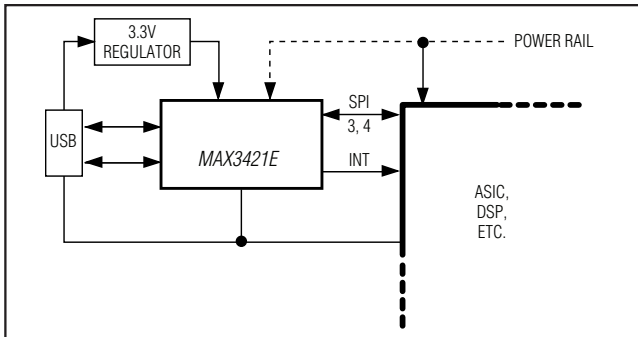 3.3V
REGULATOR
POWER RAIL
SPI
3, 4
USB
MAX3421E
INT
ASIC,
DSP,
ETC.